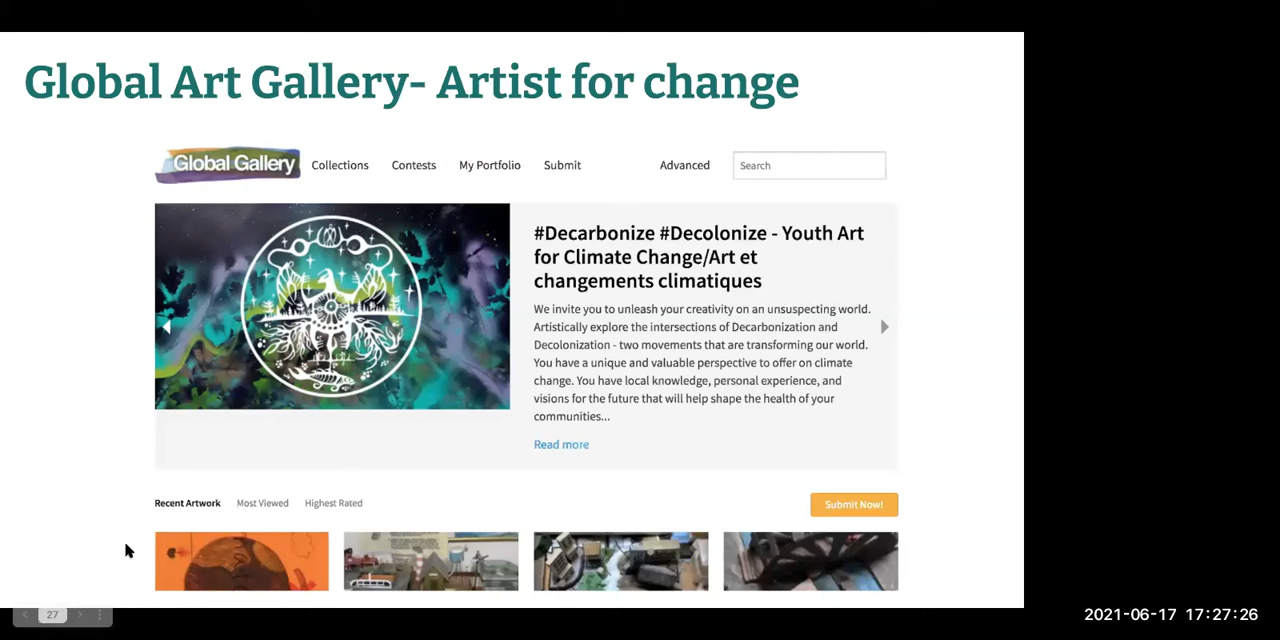 Global Art Gallery- Artist for change
Global Gallery Collections Contests My Portfolio Submit Advanced Search
#Decarbonize #Decolonize - Youth Art
for Climate Change/Art et
changements climatiques
We invite you to unleash your creativity on an unsuspecting world.
Artistically explore the intersections of Decarbonization and
Decolonization - two movements that are transforming our world.
You have a unique and valuable perspective to offer on climate
change. You have local knowledge, personal experience, and
visions for the future that will help shape the health of your
communities...
Read more
Recent Artwork Most Viewed Highest Rated Submit Now!
27
2021-06-17 17:27:26